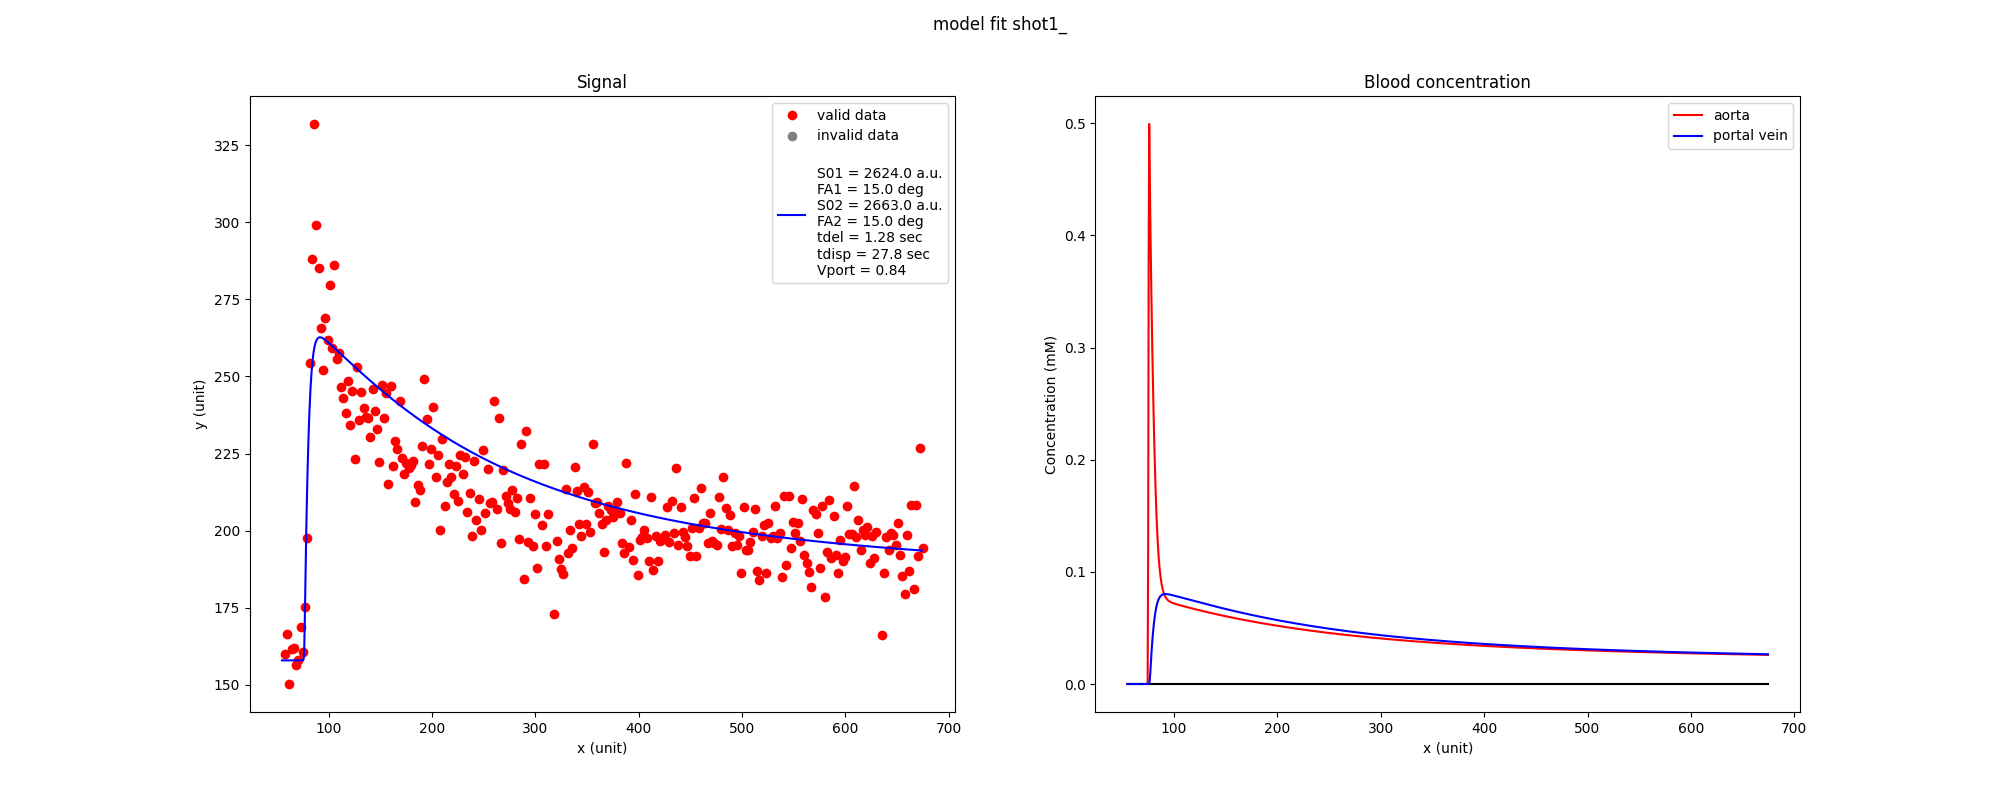 model fit shot1_
Signal
325
300
275
250
225
200
175
150
y (unit)
100
200
300
400
500
600
700
x (unit)
valid data
invalid data
S01 = 2624.0 a.u.
FA1 = 15.0 deg
S02 = 2663.0 a.u.
FA2 = 15.0 deg
tdel = 1.28 sec
tdisp = 27.8 sec
Vport = 0.84
Blood concentration
0.5
0.4
0.3
0.2
0.1
0.0
Concentration (mM)
100
200
300
400
500
600
700
x (unit)
aorta
portal vein